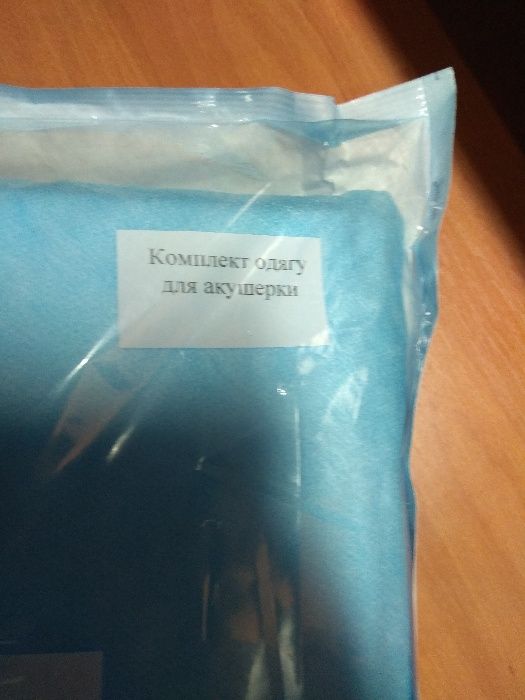 Комплект одягу
для акушерки